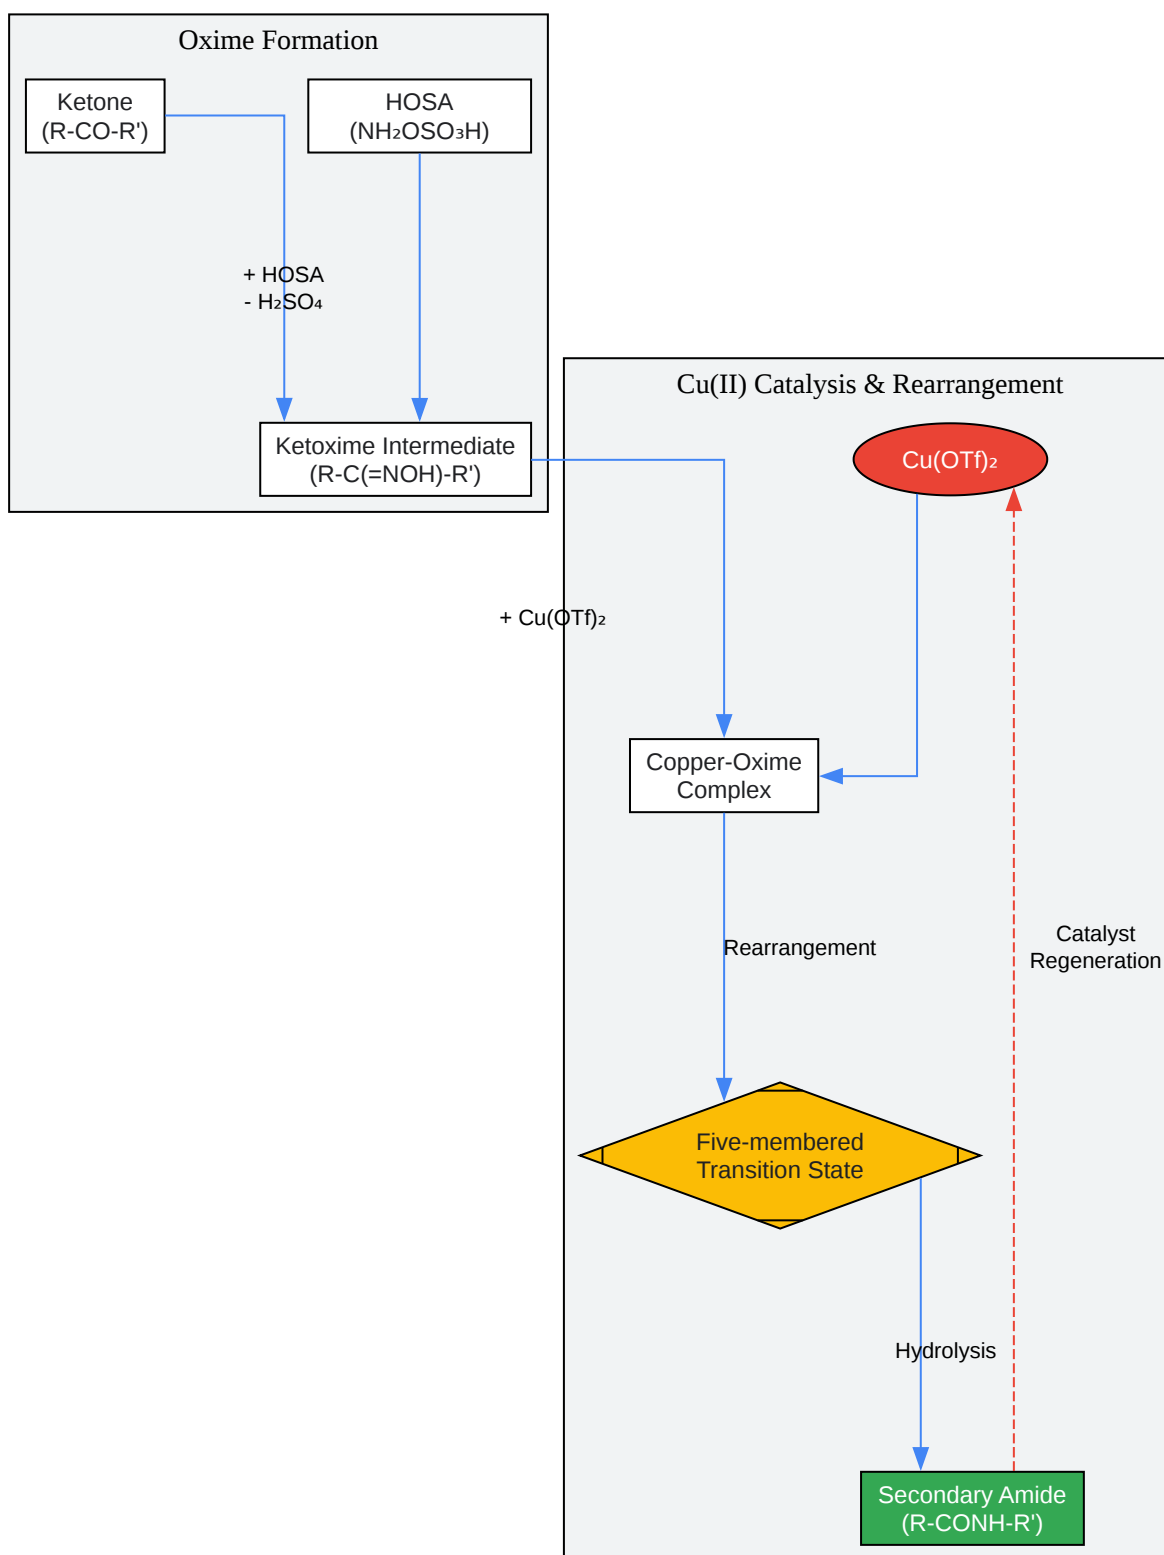 Oxime Formation
Ketone
(R-CO-R')
HOSA
(NH₂OSO₃H)
+ HOSA
- H₂SO₄
Ketoxime Intermediate
(R-C(=NOH)-R')
Cu(II) Catalysis & Rearrangement
Cu(OTf)₂
+ Cu(OTf)₂
Copper-Oxime
Complex
Rearrangement
Catalyst
Regeneration
Five-membered
Transition State
Hydrolysis
Secondary Amide
(R-CONH-R')